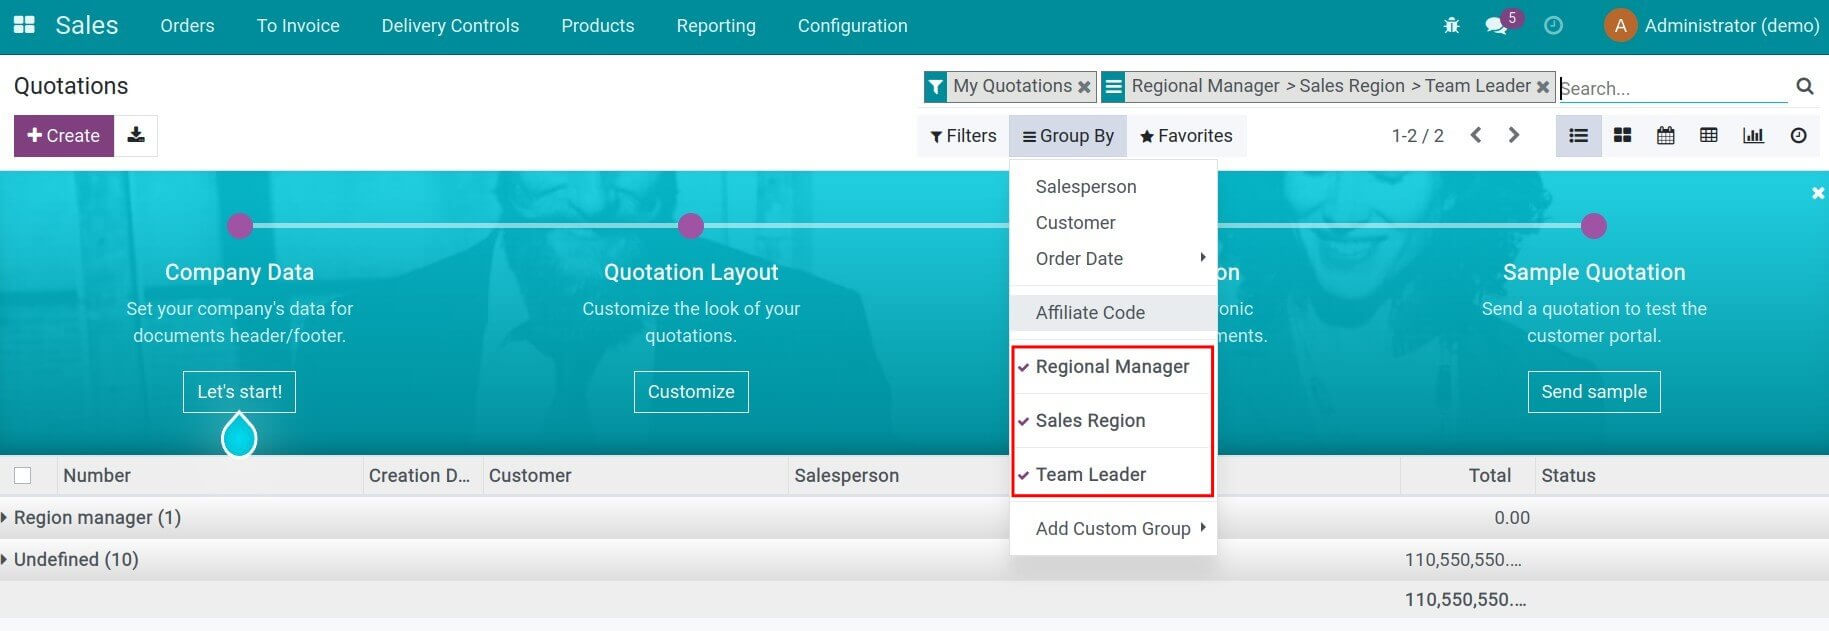 Sales Orders To Invoice Delivery Controls Products Reporting Configuration 5 A Administrator (demo)
Quotations
My Quotations Regional Manager > Sales Region > Team Leader Search...
Create Filters Group By Favorites 1-2 / 2
Salesperson
Customer
Order Date
Affiliate Code
Regional Manager
Sales Region
Team Leader
Add Custom Group
Company Data
Set your company's data for
documents header/footer.
Let's start!
Quotation Layout
Customize the look of your
quotations.
Customize
on
ronic
nents.
Sample Quotation
Send a quotation to test the
customer portal.
Send sample
Number Creation D... Customer Salesperson Total Status
Region manager (1) 0.00
Undefined (10) 110,550,550....
110,550,550....